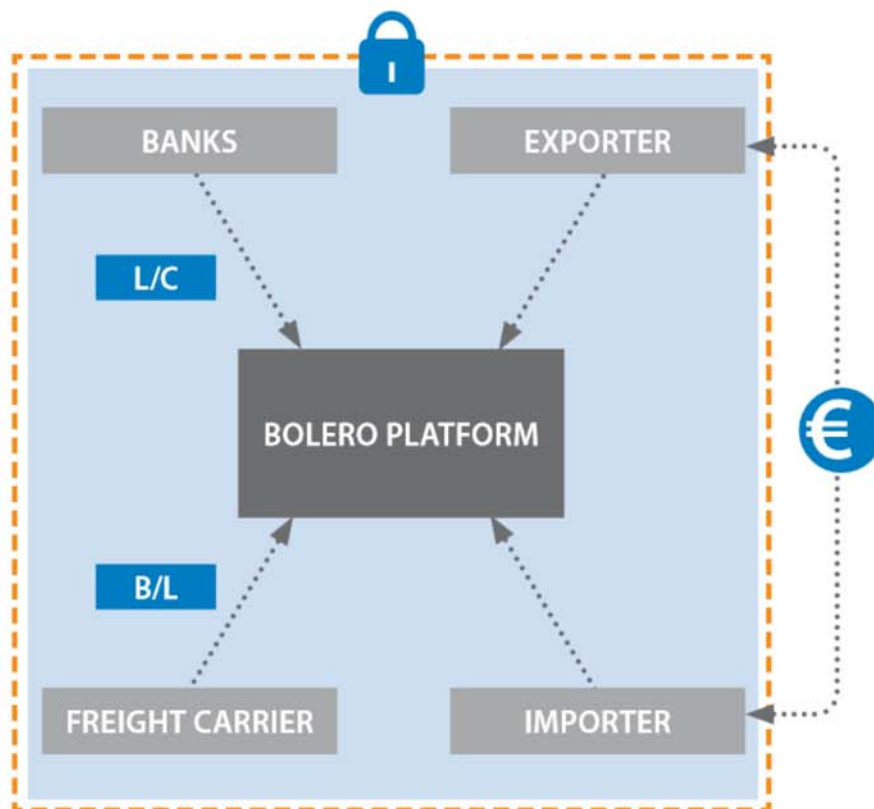 BANKS
EXPORTER
L/C
BOLERO PLATFORM
€
B/L
FREIGHT CARRIER
IMPORTER